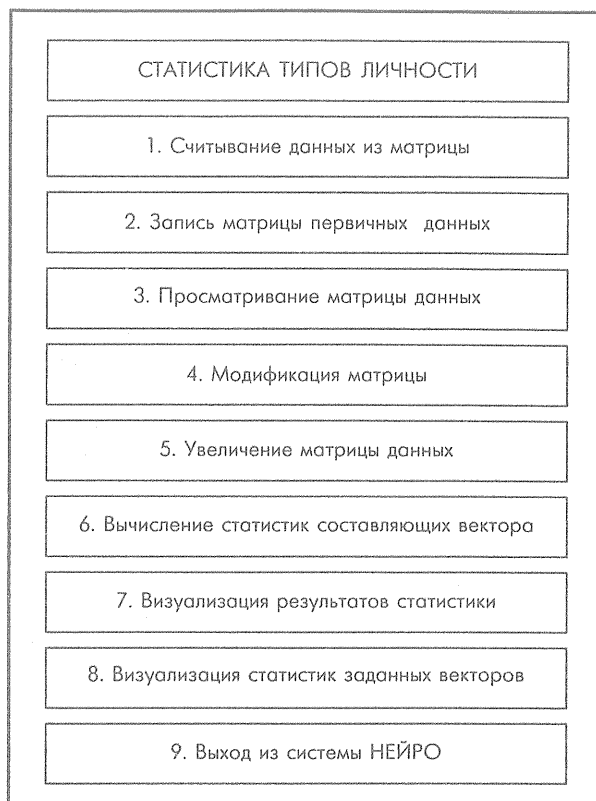 СТАТИСТИКА ТИПОВ ЛИЧНОСТИ
1. Считывание данных из матрицы
2. Запись матрицы первичных данных
3. Просматривание матрицы данных
4. Модификация матрицы
5. Увеличение матрицы данных
6. Вычисление статистик составляющих вектора
7. Визуализация результатов статистики
8. Визуализация статистик заданных векторов
9. Выход из системы НЕЙРО